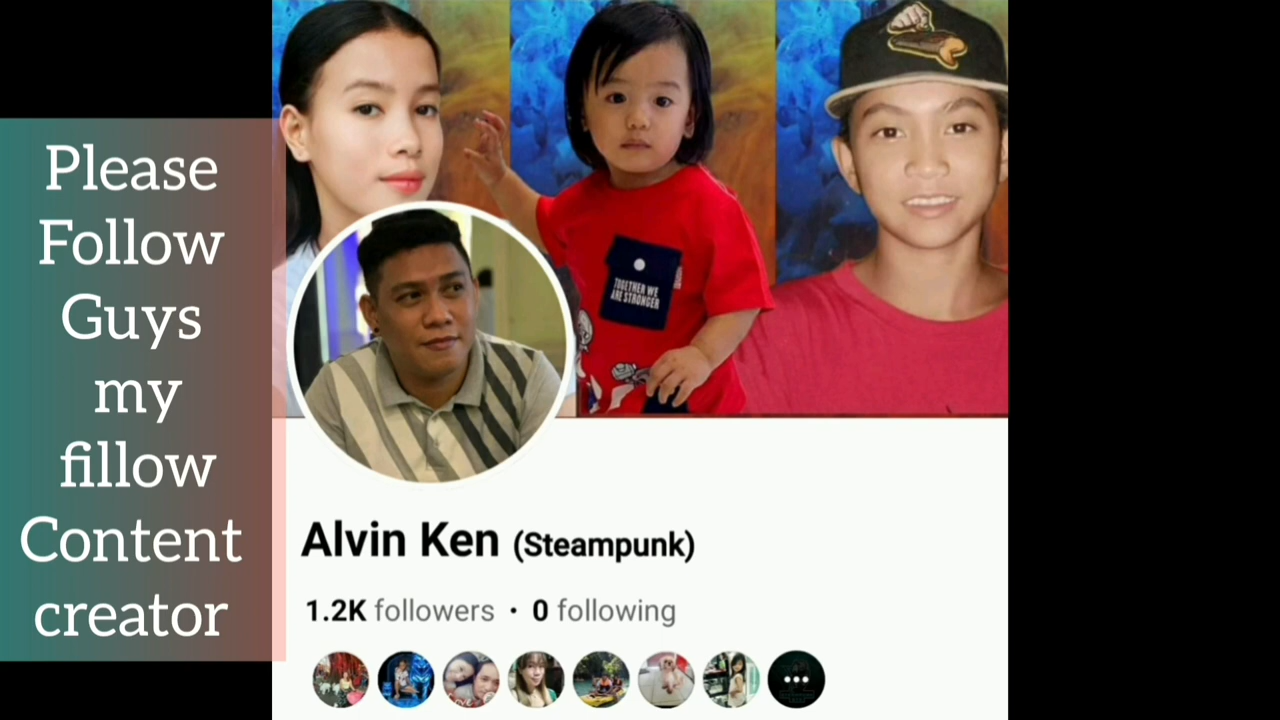 Please
Follow
Guys
my
fillow
Content
creator
TOGETHER WE
ARE STRONGER
Alvin Ken (Steampunk)
1.2K followers • 0 following